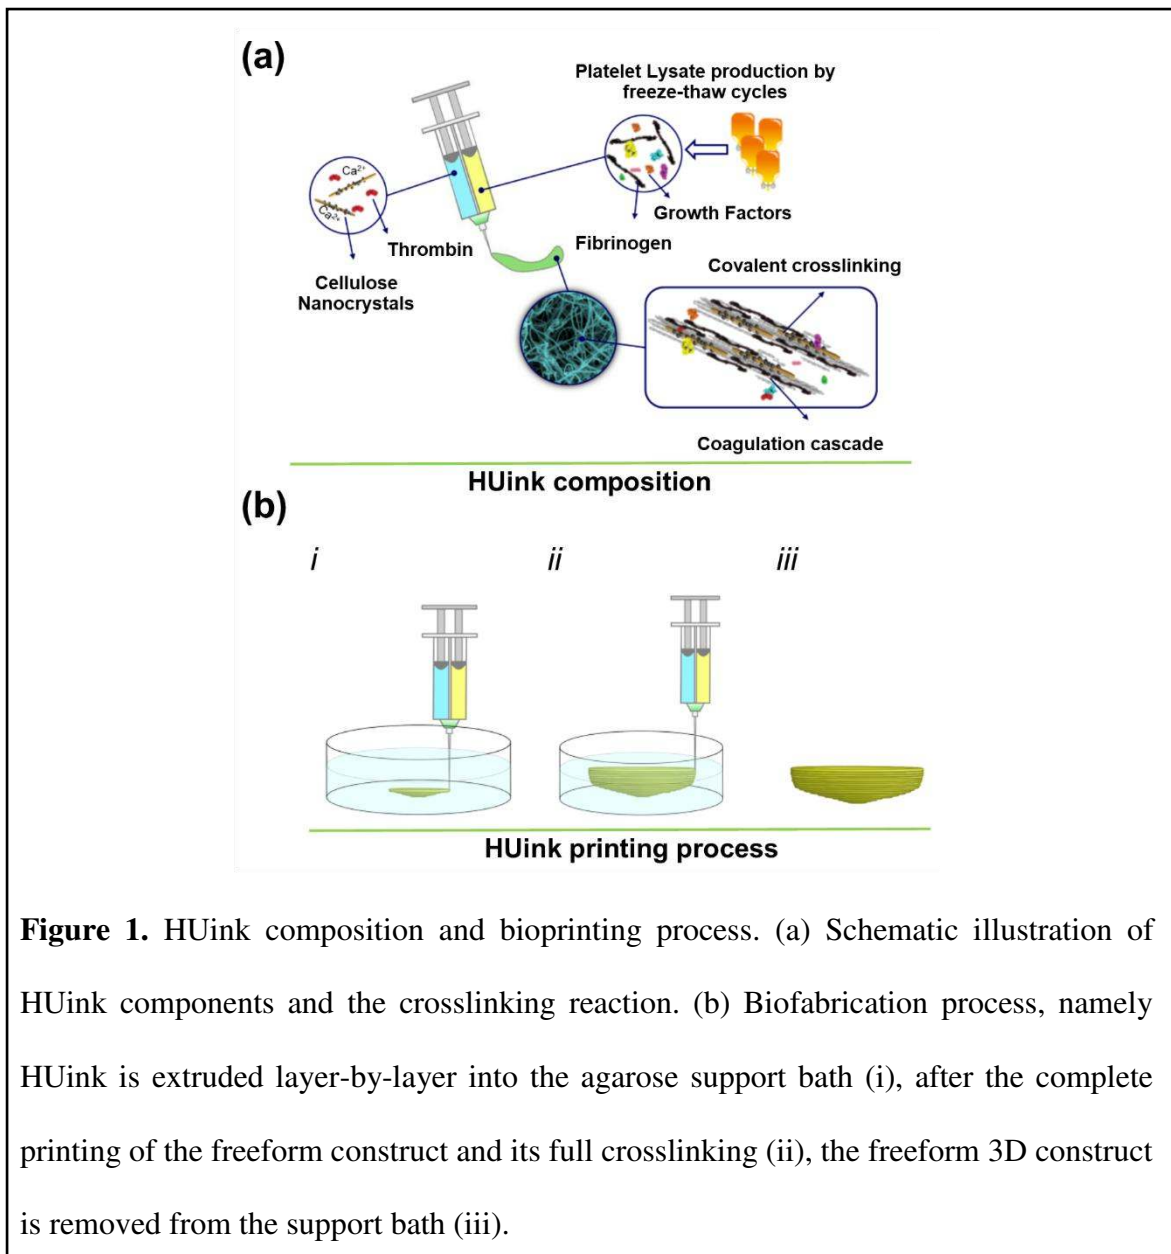 (a)
Platelet Lysate production by
freeze-thaw cycles
Ca²⁺
Ca²⁺
Thrombin
Cellulose
Nanocrystals
Growth Factors
Fibrinogen
Covalent crosslinking
Coagulation cascade
HUink composition
(b)
i
ii
iii
HUink printing process
Figure 1. HUink composition and bioprinting process. (a) Schematic illustration of
HUink components and the crosslinking reaction. (b) Biofabrication process, namely
HUink is extruded layer-by-layer into the agarose support bath (i), after the complete
printing of the freeform construct and its full crosslinking (ii), the freeform 3D construct
is removed from the support bath (iii).